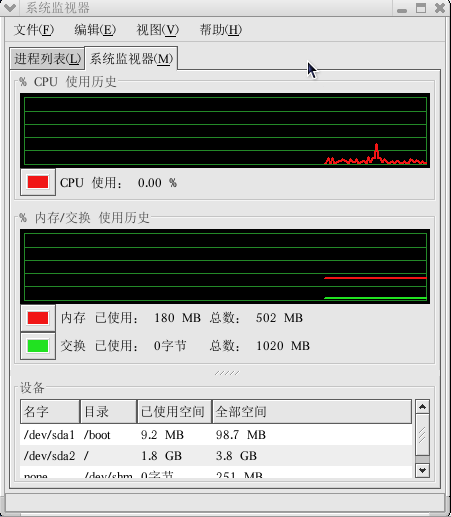 系统监视器
文件(F) 编辑(E) 视图(V) 帮助(H)
进程列表(L) 系统监视器(M)
% CPU 使用历史
CPU 使用： 0.00 %
% 内存/交换 使用历史
内存 已使用： 180 MB 总数： 502 MB
交换 已使用： 0字节 总数： 1020 MB
设备
名字 目录 已使用空间 全部空间
/dev/sda1 /boot 9.2 MB 98.7 MB
/dev/sda2 / 1.8 GB 3.8 GB
none /dev/shm 0字节 251 MB